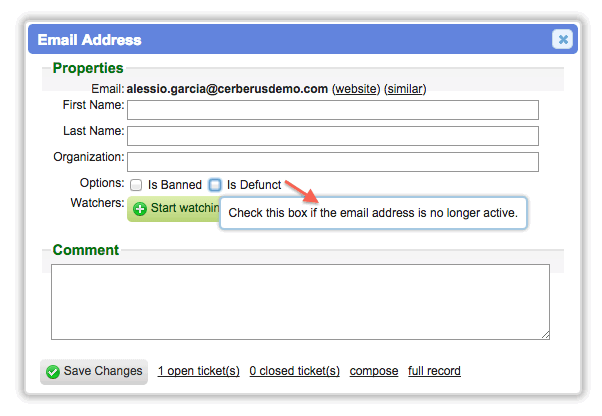 Email Address
Properties
Email: alessio.garcia@cerberusdemo.com (website) (similar)
First Name:
Last Name:
Organization:
Options: Is Banned Is Defunct
Watchers: Start watchin
Check this box if the email address is no longer active.
Comment
Save Changes 1 open ticket(s) 0 closed ticket(s) compose full record